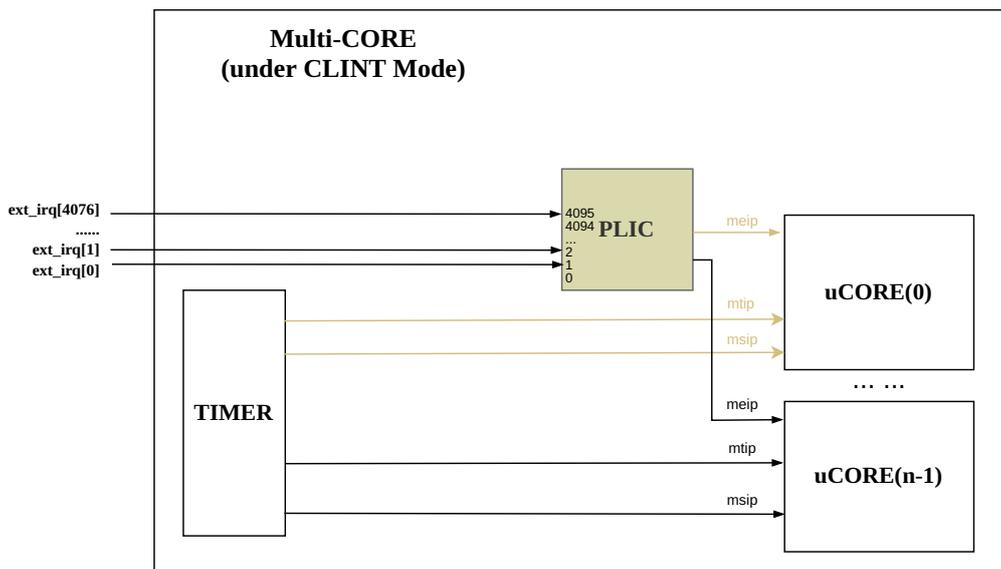 Multi-CORE
(under CLINT Mode)
ext_irq[4076]
......
ext_irq[1]
ext_irq[0]
4095
4094
...
2
1
0
PLIC
meip
uCORE(0)
mtip
msip
... ...
TIMER
meip
mtip
uCORE(n-1)
msip